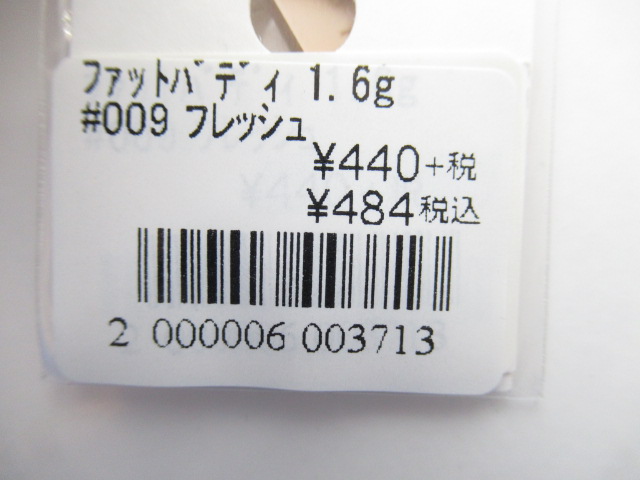 ﾌｧｯﾄﾊﾞﾃﾞｨ 1.6g
#009 フレッシュ
¥440+税
¥484税込
2 000006 003713